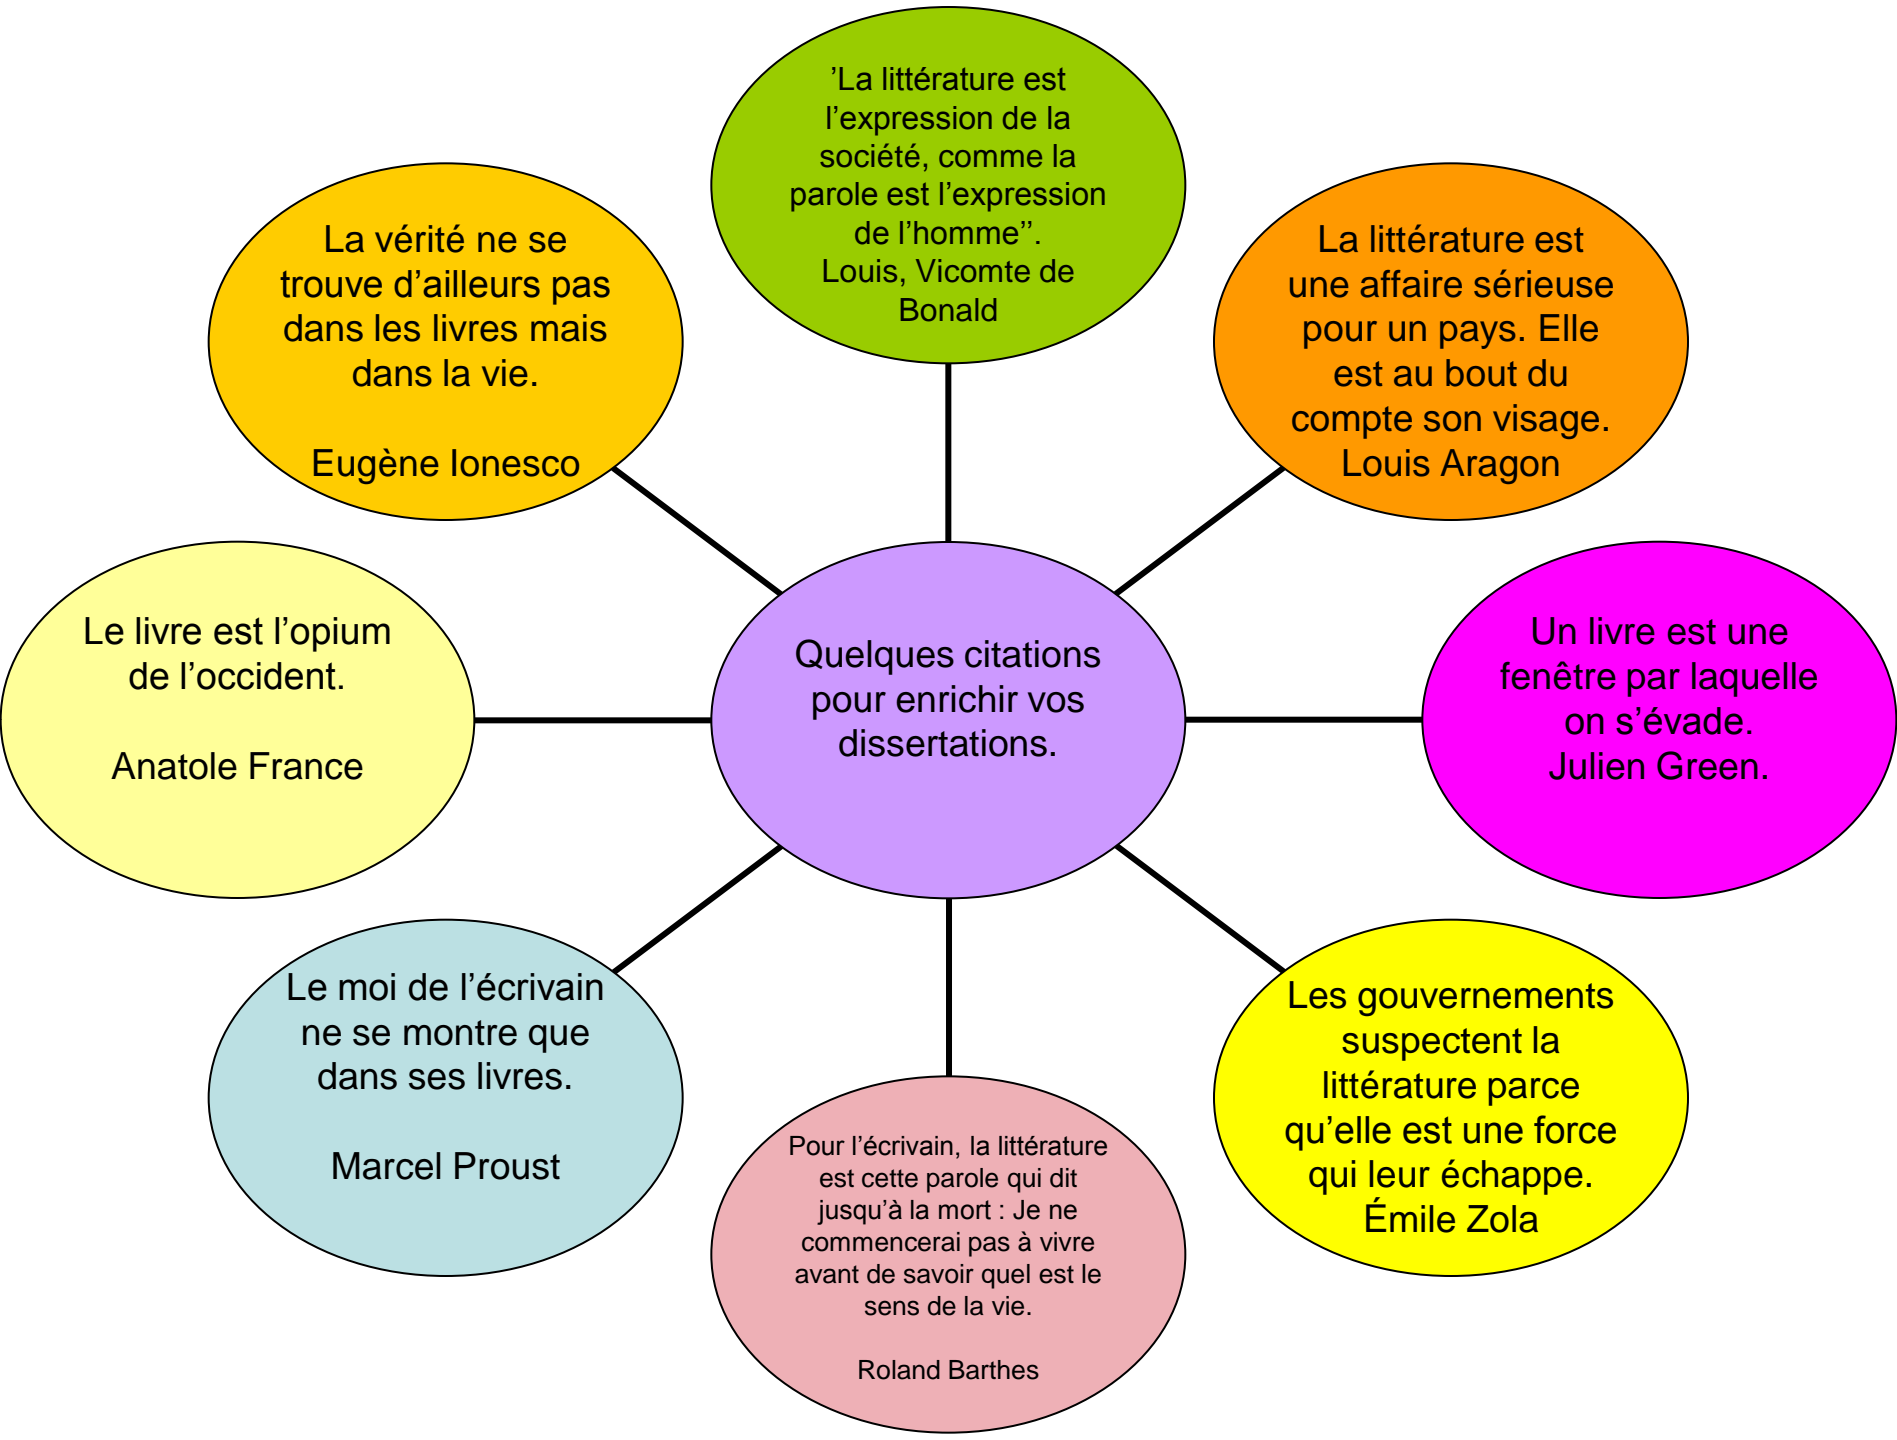 ’La littérature est
l’expression de la
société, comme la
parole est l’expression
de l’homme’’.
Louis, Vicomte de
Bonald
La littérature est
une affaire sérieuse
pour un pays. Elle
est au bout du
compte son visage.
Louis Aragon
Un livre est une
fenêtre par laquelle
on s’évade.
Julien Green.
Les gouvernements
suspectent la
littérature parce
qu’elle est une force
qui leur échappe.
Émile Zola
Pour l’écrivain, la littérature
est cette parole qui dit
jusqu’à la mort : Je ne
commencerai pas à vivre
avant de savoir quel est le
sens de la vie.
Roland Barthes
Le moi de l’écrivain
ne se montre que
dans ses livres.
Marcel Proust
Le livre est l’opium
de l’occident.
Anatole France
La vérité ne se
trouve d’ailleurs pas
dans les livres mais
dans la vie.
Eugène Ionesco
Quelques citations
pour enrichir vos
dissertations.